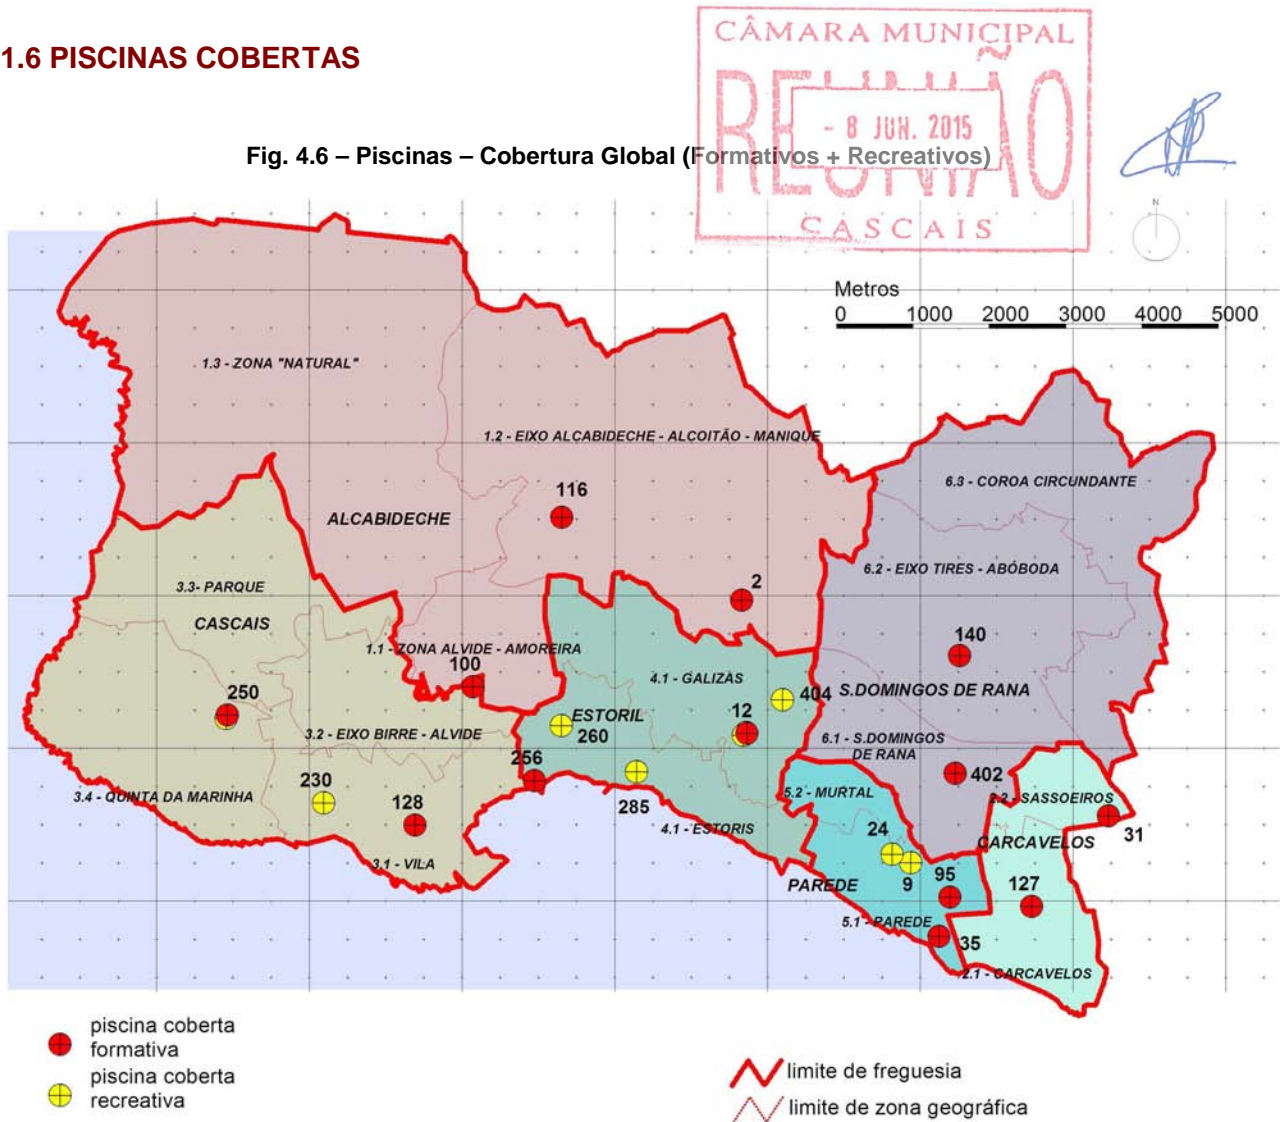 1.6 PISCINAS COBERTAS
CÂMARA MUNICIPAL
REUNIÃO
- 8 JUN. 2015
CASCAIS
Fig. 4.6 – Piscinas – Cobertura Global (Formativos + Recreativos)
N
Metros
0 1000 2000 3000 4000 5000
1.3 - ZONA "NATURAL"
1.2 - EIXO ALCABIDECHE - ALCOITÃO - MANIQUE
6.3 - COROA CIRCUNDANTE
116
ALCABIDECHE
6.2 - EIXO TIRES - ABÓBODA
3.3- PARQUE
2
CASCAIS
140
1.1 - ZONA ALVIDE - AMOREIRA
100
4.1 - GALIZAS
404
S.DOMINGOS DE RANA
250
12
ESTORIL
260
3.2 - EIXO BIRRE - ALVIDE
6.1 - S.DOMINGOS
DE RANA
256
402
230
3.4 - QUINTA DA MARINHA
5.2 - MURTAL
2.2 - SASSOEIROS
128
285
4.1 - ESTORIS
24
31
CARCAVELOS
3.1 - VILA
9
95
127
PAREDE
5.1 - PAREDE
35
2.1 - CARCAVELOS
piscina coberta
formativa
piscina coberta
recreativa
limite de freguesia
limite de zona geográfica